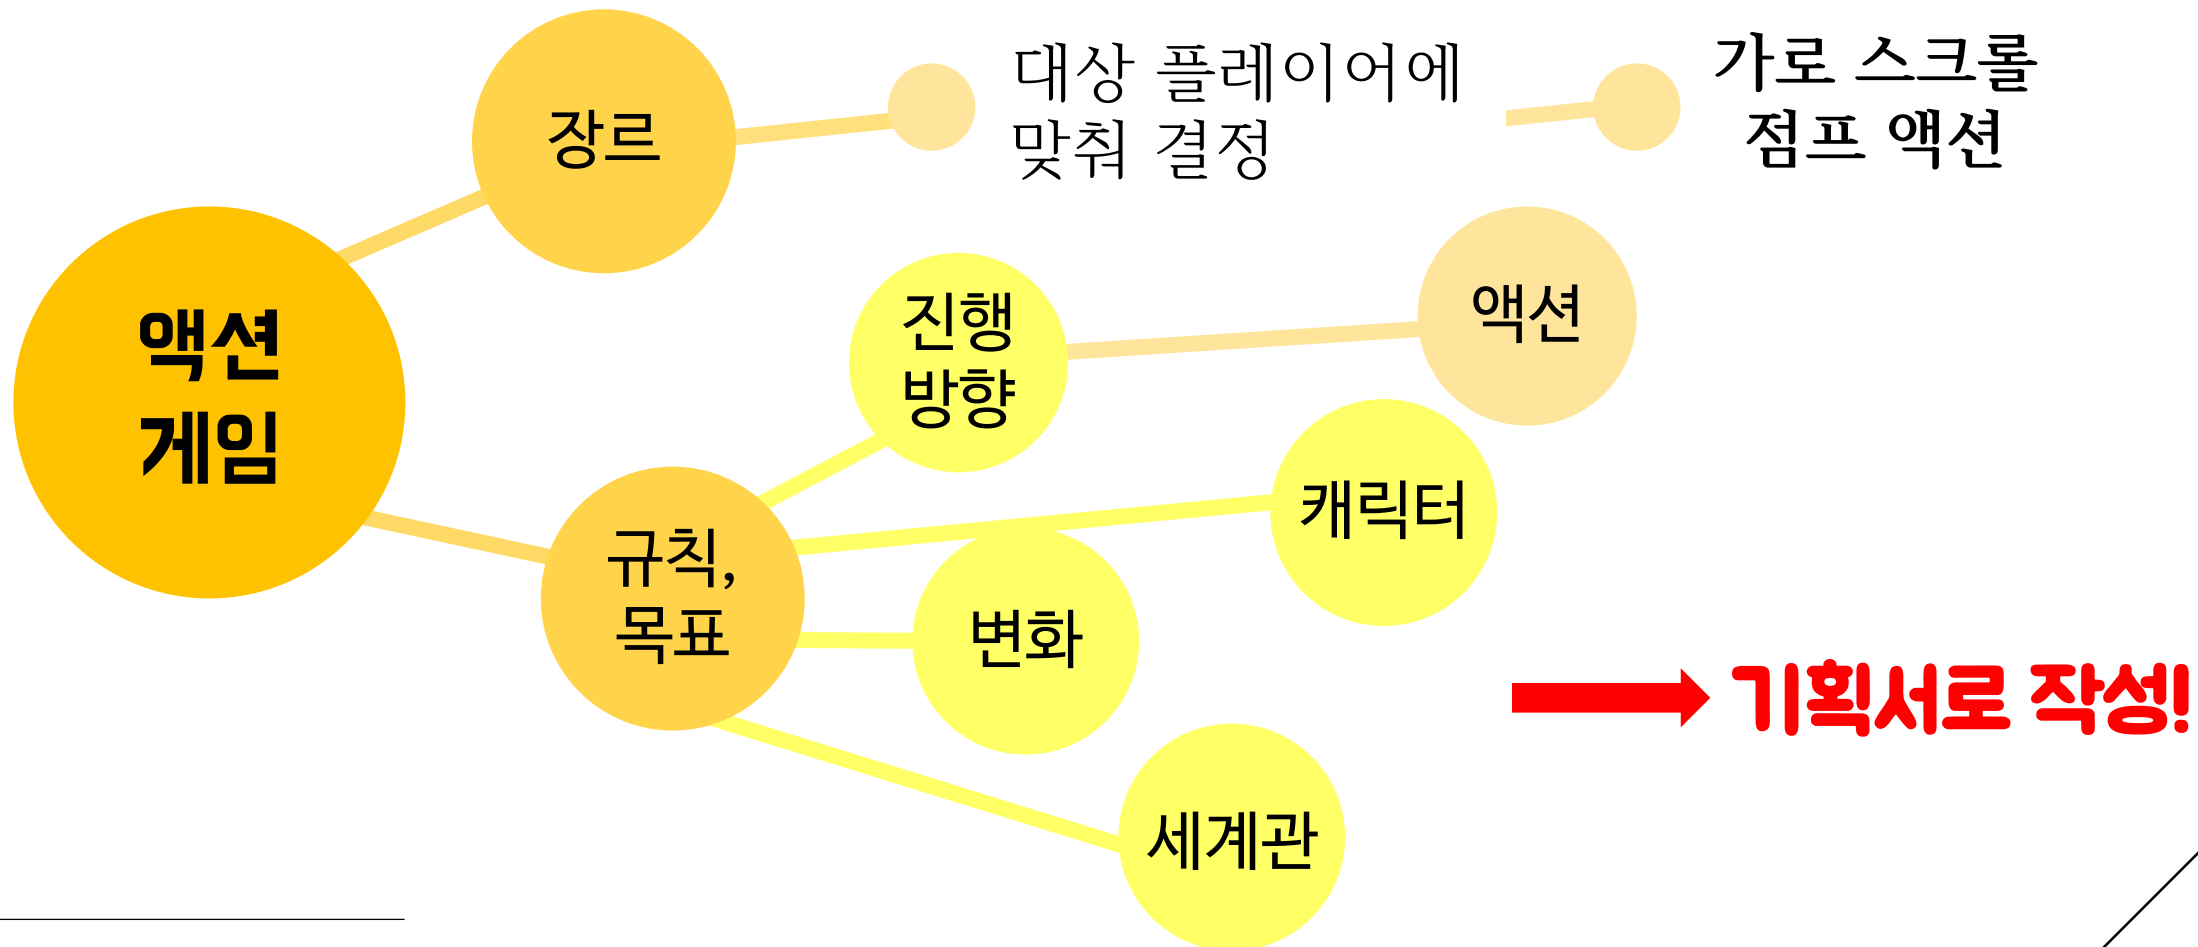 장르
대상 플레이어에
맞춰 결정
가로 스크롤
점프 액션
액션
게임
진행
방향
액션
캐릭터
규칙,
목표
변화
세계관
기획서로 작성!